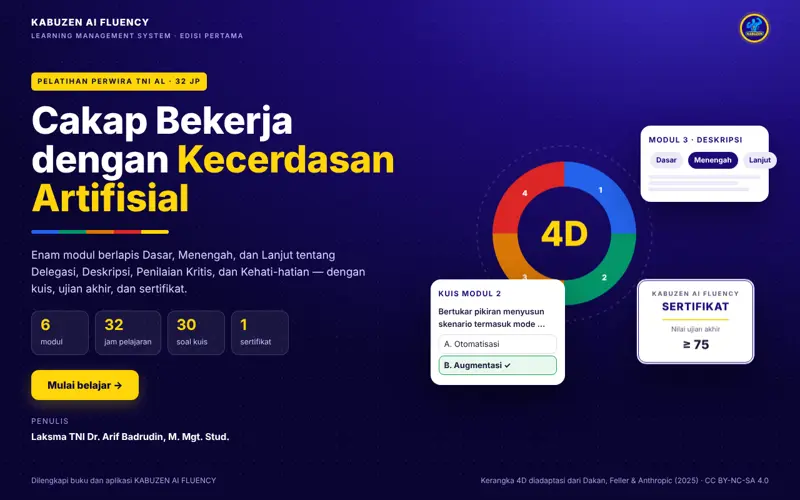 KABUZEN AI FLUENCY
LEARNING MANAGEMENT SYSTEM · EDISI PERTAMA
KABUZEN
PELATIHAN PERWIRA TNI AL · 32 JP
Cakap Bekerja
dengan Kecerdasan
Artifisial
Enam modul berlapis Dasar, Menengah, dan Lanjut tentang
Delegasi, Deskripsi, Penilaian Kritis, dan Kehati-hatian — dengan
kuis, ujian akhir, dan sertifikat.
6
modul
32
jam pelajaran
30
soal kuis
1
sertifikat
Mulai belajar →
PENULIS
Laksma TNI Dr. Arif Badrudin, M. Mgt. Stud.
MODUL 3 · DESKRIPSI
Dasar Menengah Lanjut
4 1
4D
3 2
KUIS MODUL 2
Bertukar pikiran menyusun
skenario termasuk mode ...
A. Otomatisasi
B. Augmentasi ✓
KABUZEN AI FLUENCY
SERTIFIKAT
Nilai ujian akhir
≥ 75
Dilengkapi buku dan aplikasi KABUZEN AI FLUENCY
Kerangka 4D diadaptasi dari Dakan, Feller & Anthropic (2025) · CC BY-NC-SA 4.0